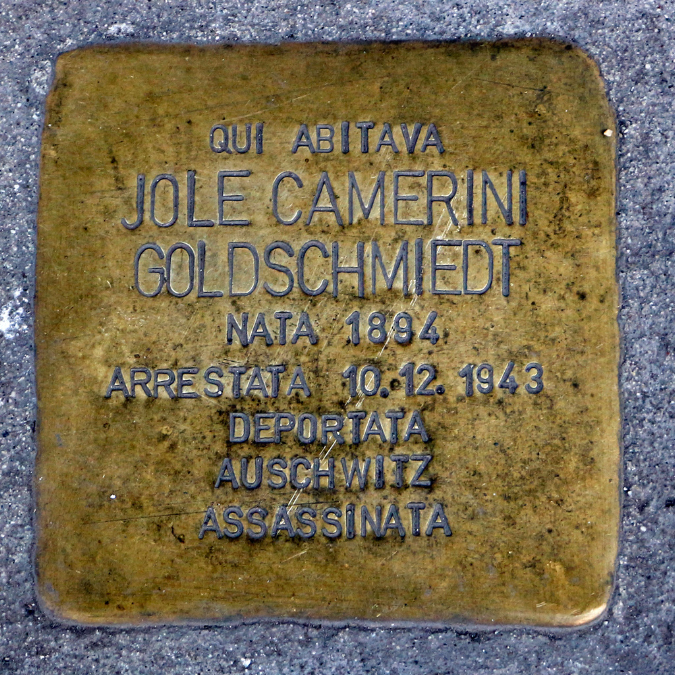 QUI ABITAVA
JOLE CAMERINI
GOLDSCHMIEDT
NATA 1894
ARRESTATA 10.12.1943
DEPORTATA
AUSCHWITZ
ASSASSINATA